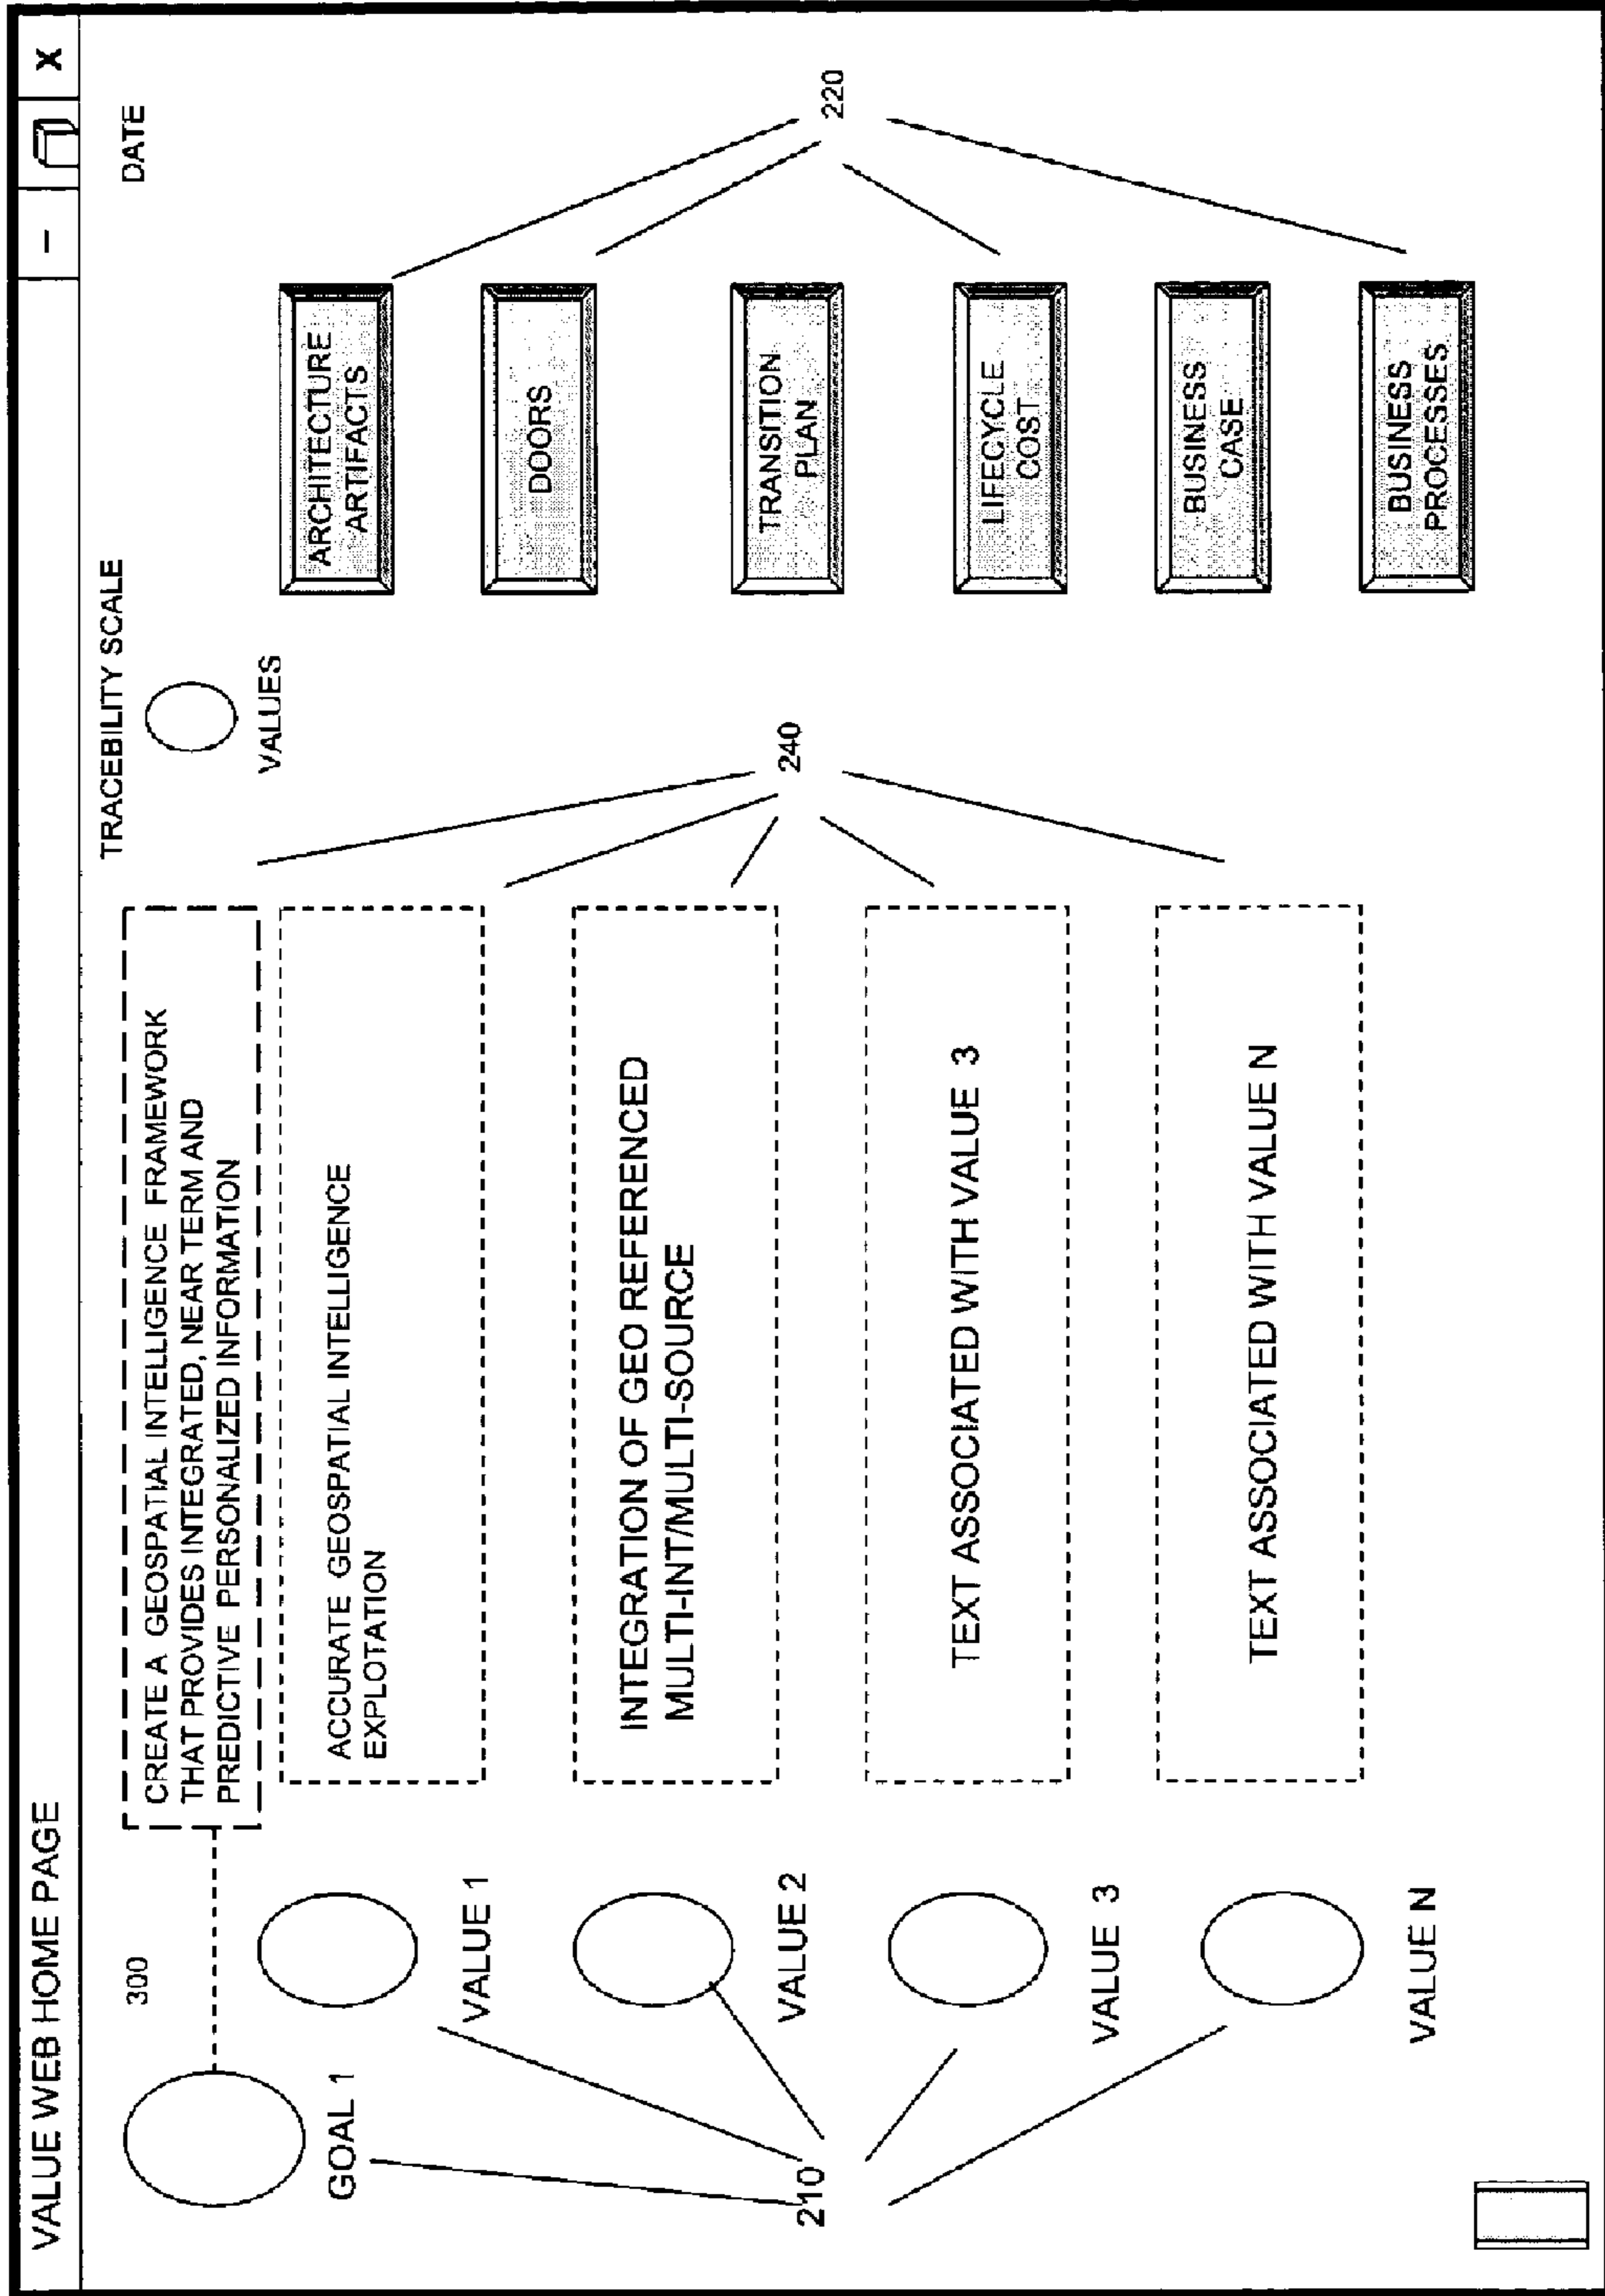 VALUE WEB HOME PAGE
– X
TRACEBILITY SCALE
DATE
300
CREATE A GEOSPATIAL INTELLIGENCE FRAMEWORK
THAT PROVIDES INTEGRATED, NEAR TERM AND
PREDICTIVE PERSONALIZED INFORMATION
VALUES
GOAL 1
ACCURATE GEOSPATIAL INTELLIGENCE
EXPLOTATION
VALUE 1
ARCHITECTURE
ARTIFACTS
DOORS
INTEGRATION OF GEO REFERENCED
MULTI-INT/MULTI-SOURCE
VALUE 2
210
240
220
TRANSITION
PLAN
TEXT ASSOCIATED WITH VALUE 3
VALUE 3
LIFECYCLE
COST
BUSINESS
CASE
TEXT ASSOCIATED WITH VALUE N
VALUE N
BUSINESS
PROCESSES